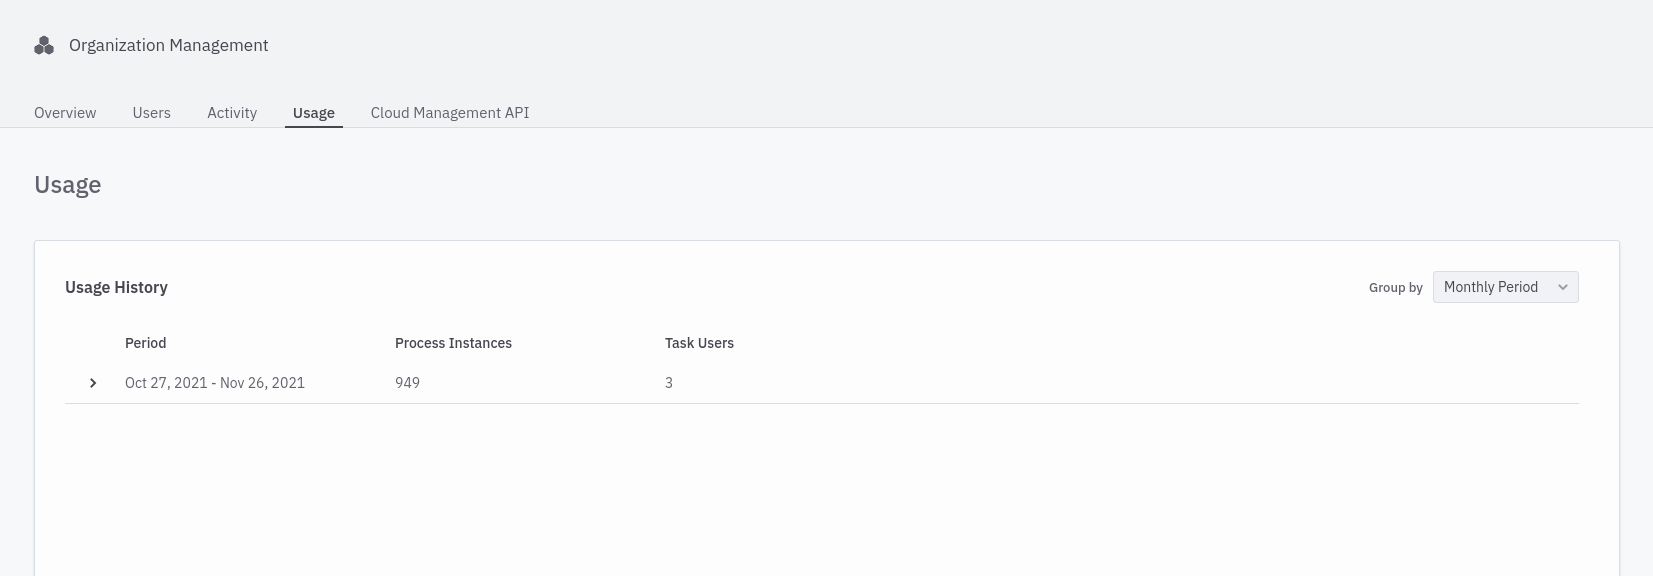 Organization Management
Overview Users Activity Usage Cloud Management API
Usage
Usage History Group by Monthly Period
Period Process Instances Task Users
Oct 27, 2021 - Nov 26, 2021 949 3